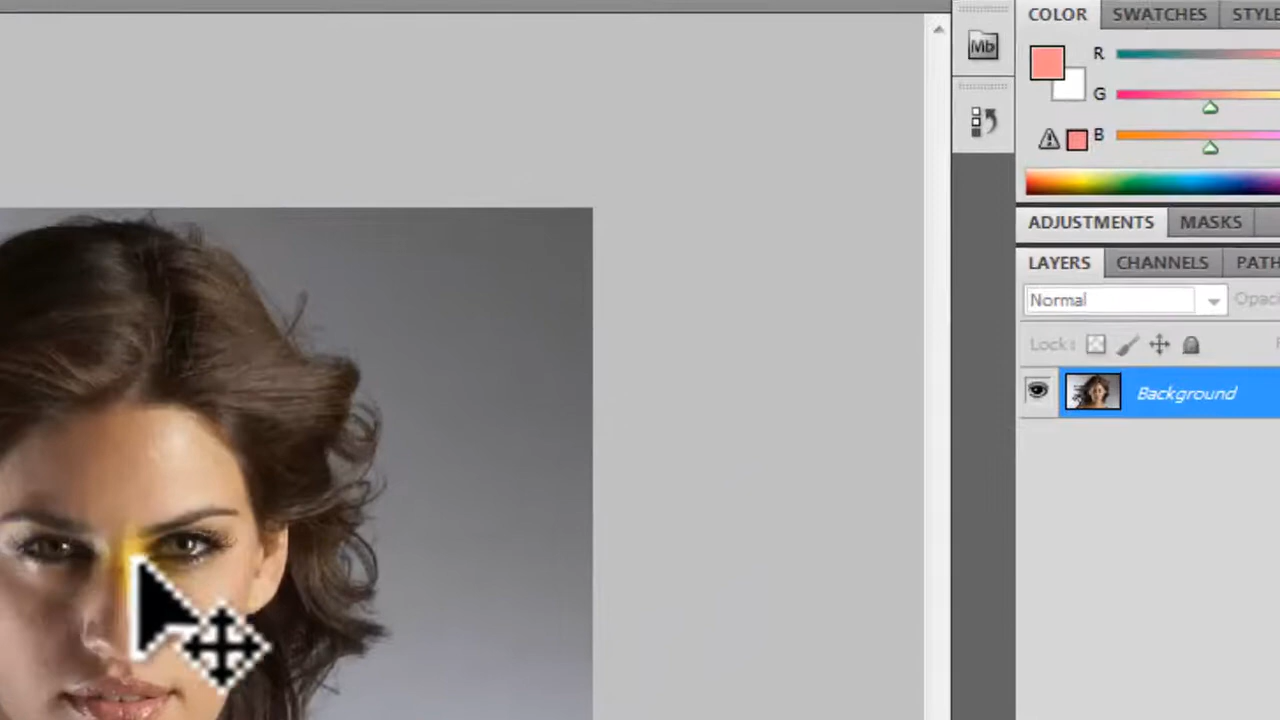 COLOR SWATCHES STYLE
Mb
R
G
B
ADJUSTMENTS MASKS
LAYERS CHANNELS PATH
Normal Opac
Lock:
Background